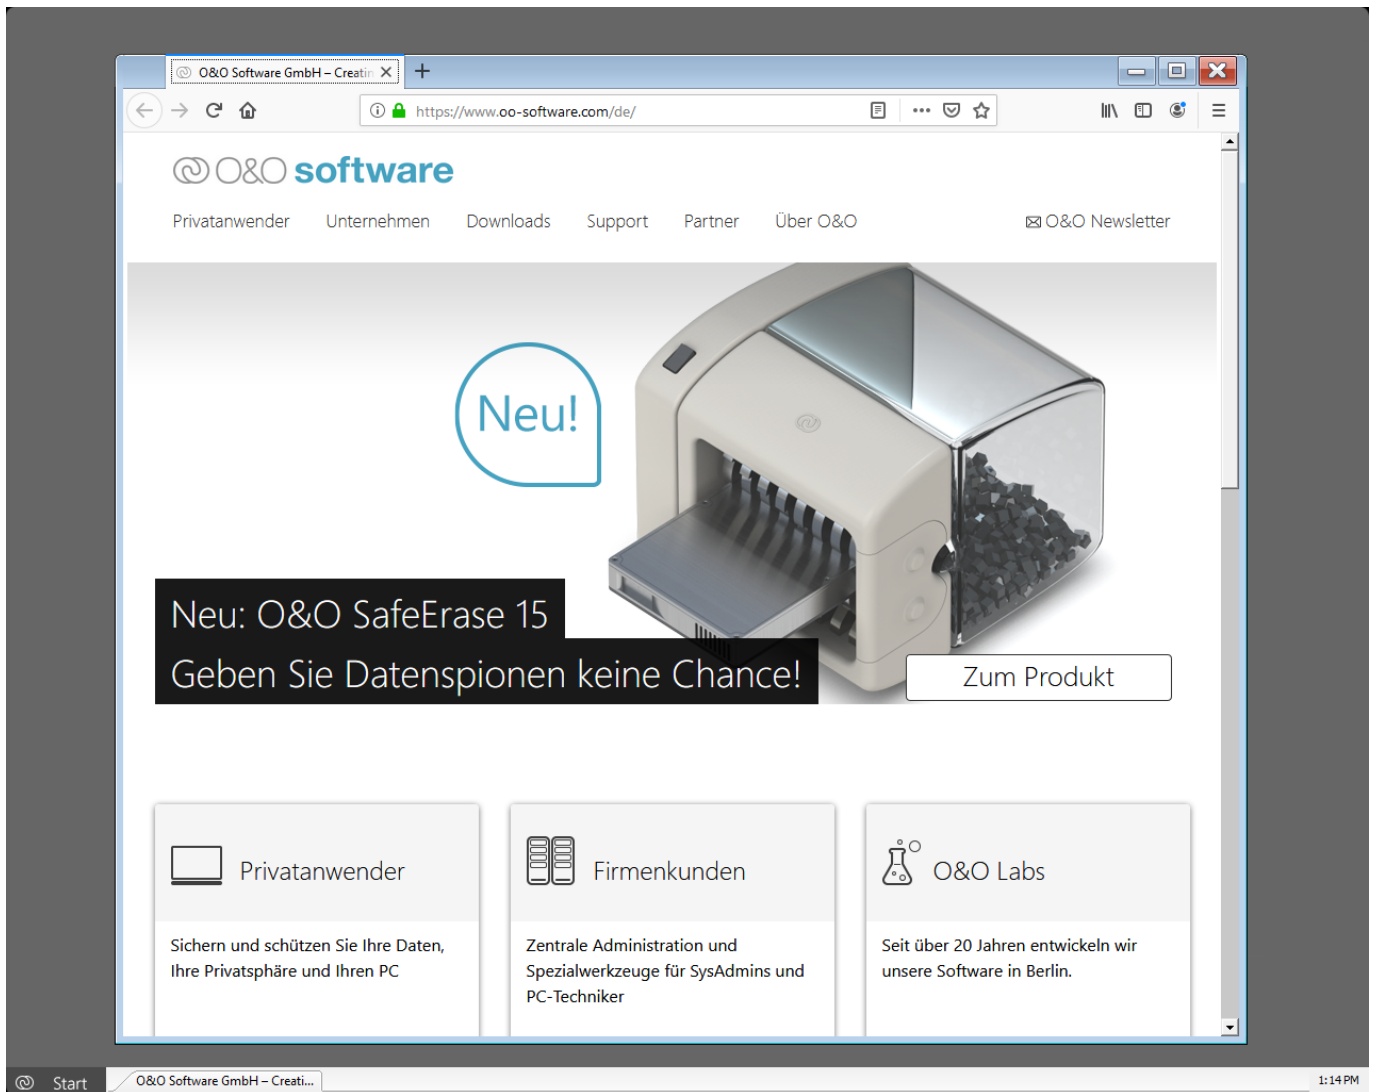 O&O Software GmbH – Creatin
https://www.oo-software.com/de/
O&O software
Privatanwender Unternehmen Downloads Support Partner Über O&O O&O Newsletter
Neu!
Neu: O&O SafeErase 15
Geben Sie Datenspionen keine Chance!
Zum Produkt
Privatanwender
Sichern und schützen Sie Ihre Daten,
Ihre Privatsphäre und Ihren PC
Firmenkunden
Zentrale Administration und
Spezialwerkzeuge für SysAdmins und
PC-Techniker
O&O Labs
Seit über 20 Jahren entwickeln wir
unsere Software in Berlin.
Start O&O Software GmbH – Creati... 1:14 PM